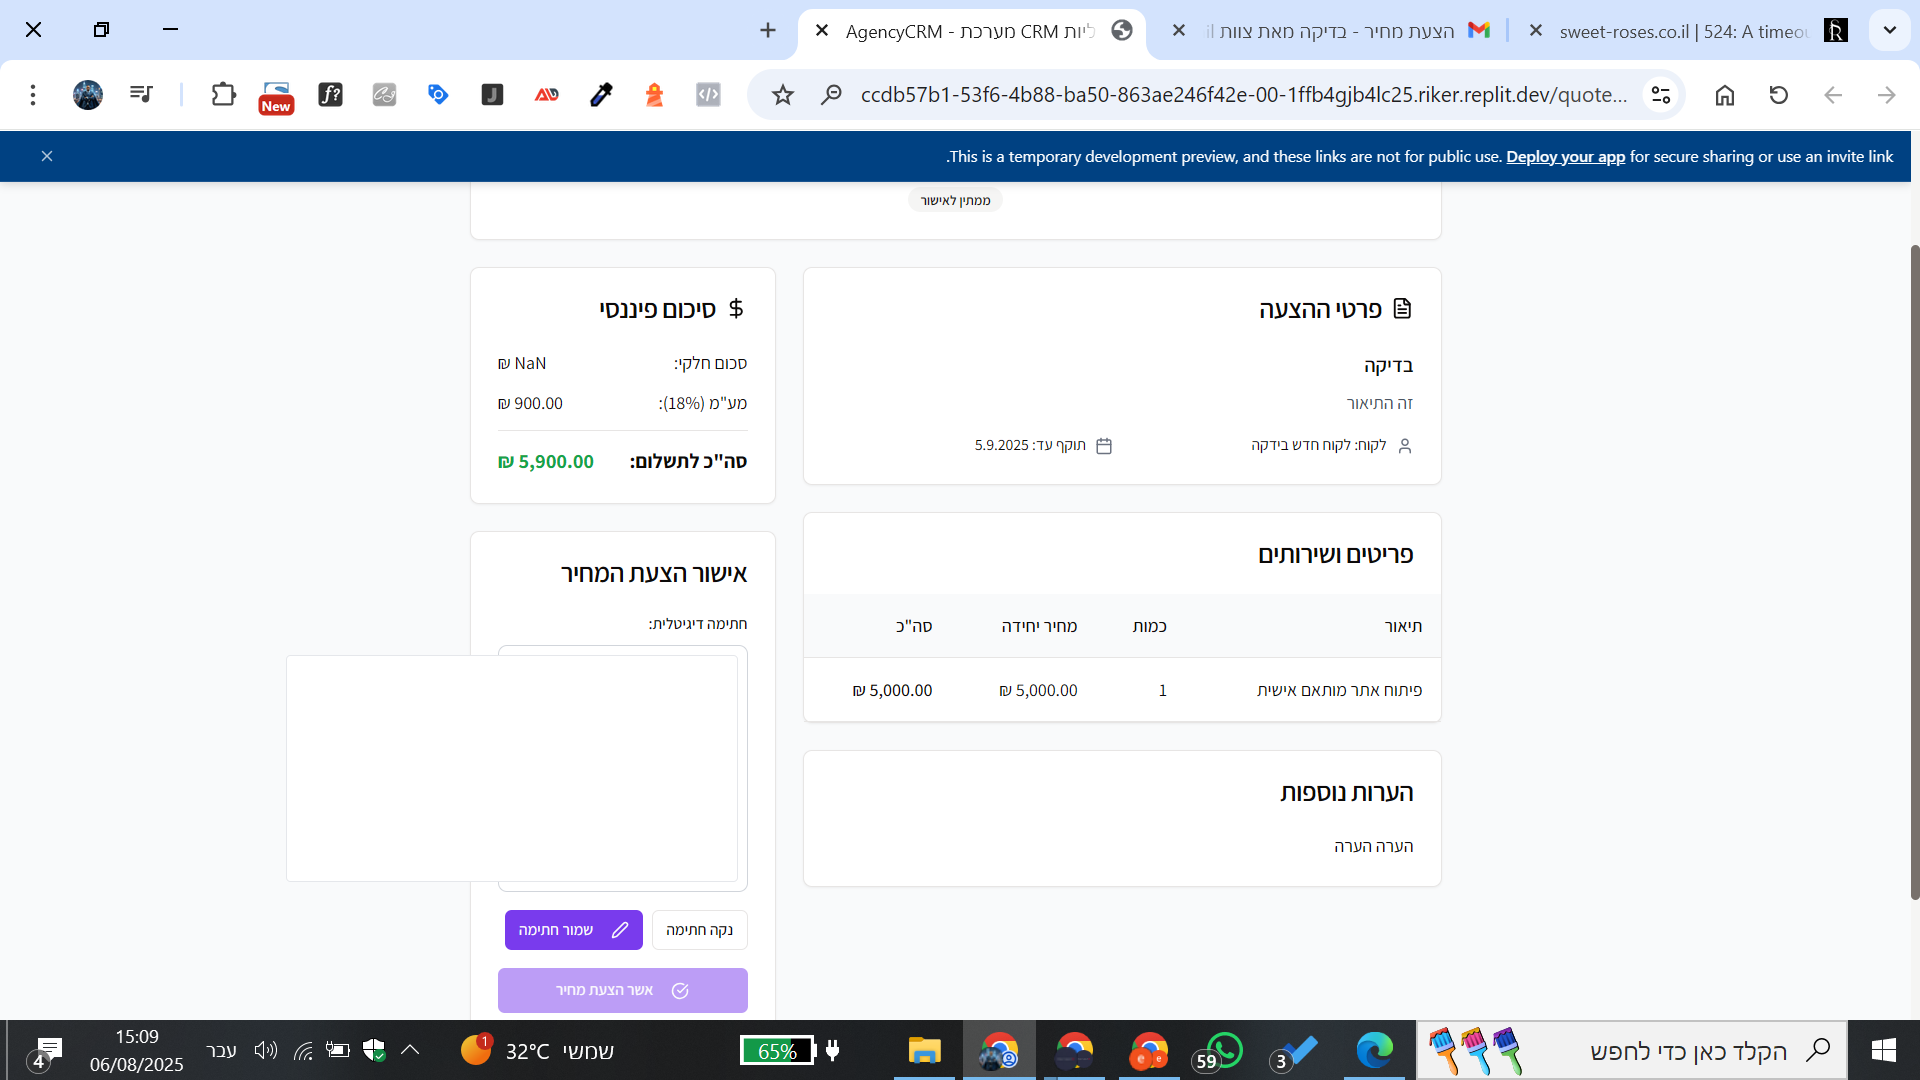 sweet-roses.co.il | 524: A timeou
הצעת מחיר - בדיקה מאת צוות il
AgencyCRM - מערכת CRM ליות
ccdb57b1-53f6-4b88-ba50-863ae246f42e-00-1ffb4gjb4lc25.riker.replit.dev/quote...
New
f?
J
.This is a temporary development preview, and these links are not for public use. Deploy your app for secure sharing or use an invite link
ממתין לאישור
פרטי ההצעה
בדיקה
זה התיאור
לקוח: לקוח חדש בידקה
תוקף עד: 5.9.2025
סיכום פיננסי
סכום חלקי: NaN ₪
מע"מ (18%): 900.00 ₪
סה"כ לתשלום: 5,900.00 ₪
פריטים ושירותים
תיאור כמות מחיר יחידה סה"כ
פיתוח אתר מותאם אישית 1 5,000.00 ₪ 5,000.00 ₪
הערות נוספות
הערה הערה
אישור הצעת המחיר
חתימה דיגיטלית:
נקה חתימה
שמור חתימה
אשר הצעת מחיר
הקלד כאן כדי לחפש
3
59
65%
שמשי 32°C
1
עבר
15:09
06/08/2025
4